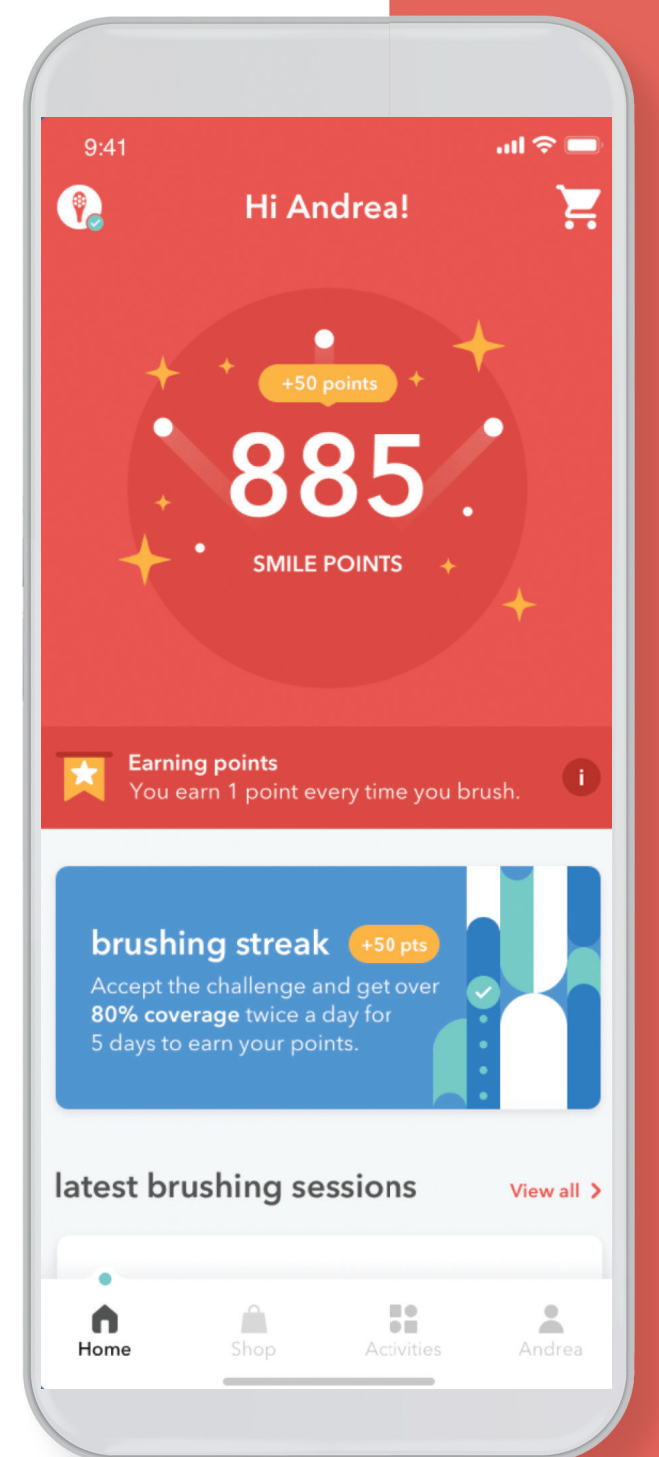 9:41
Hi Andrea!
+50 points
885
SMILE POINTS
Earning points
You earn 1 point every time you brush.
i
brushing streak +50 pts
Accept the challenge and get over
80% coverage twice a day for
5 days to earn your points.
latest brushing sessions View all
Home Shop Activities Andrea